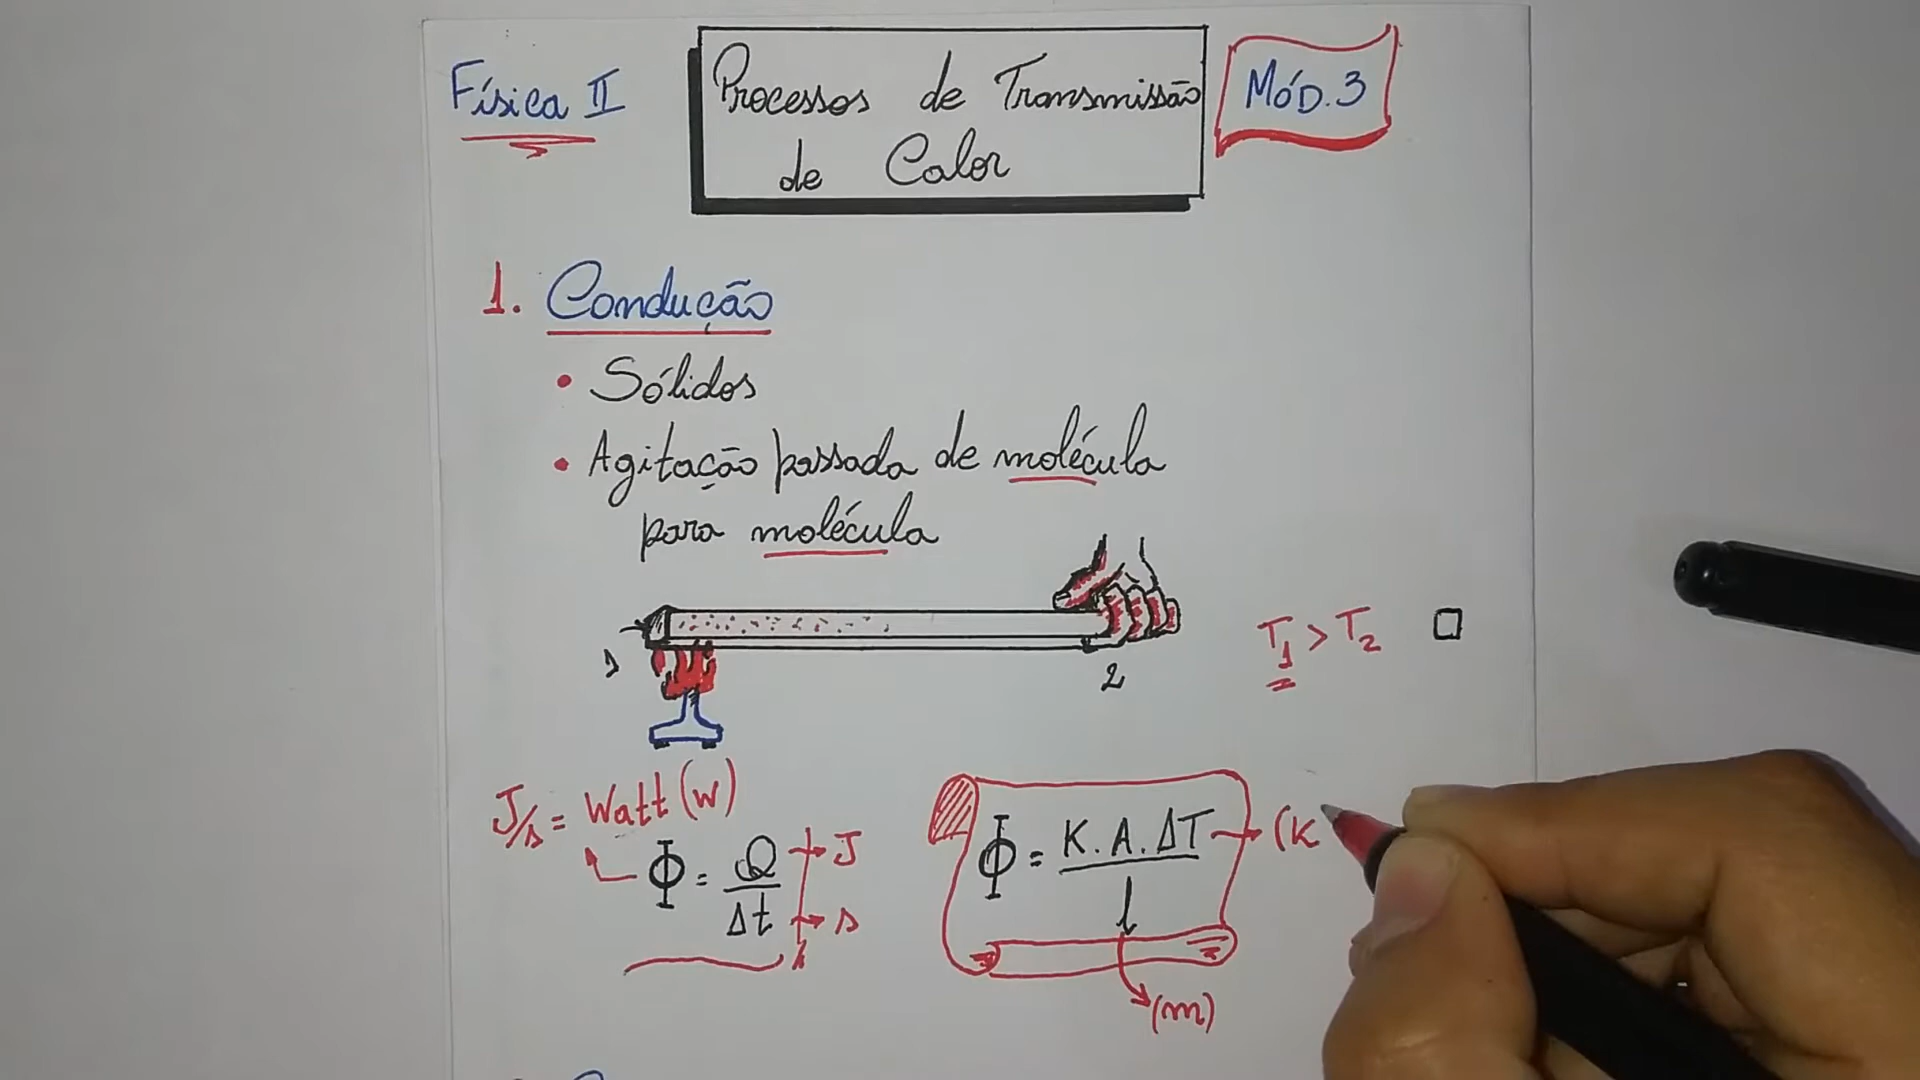 Física II
Processos de Transmissão
de Calor
MÓD.3
1. Condução
• Sólidos
• Agitação passada de molécula
para molécula
1
2
T1 > T2
J/s = Watt (w)
Φ = Q/Δt
→ J
→ s
Φ = K.A.ΔT/l → (K
(m)